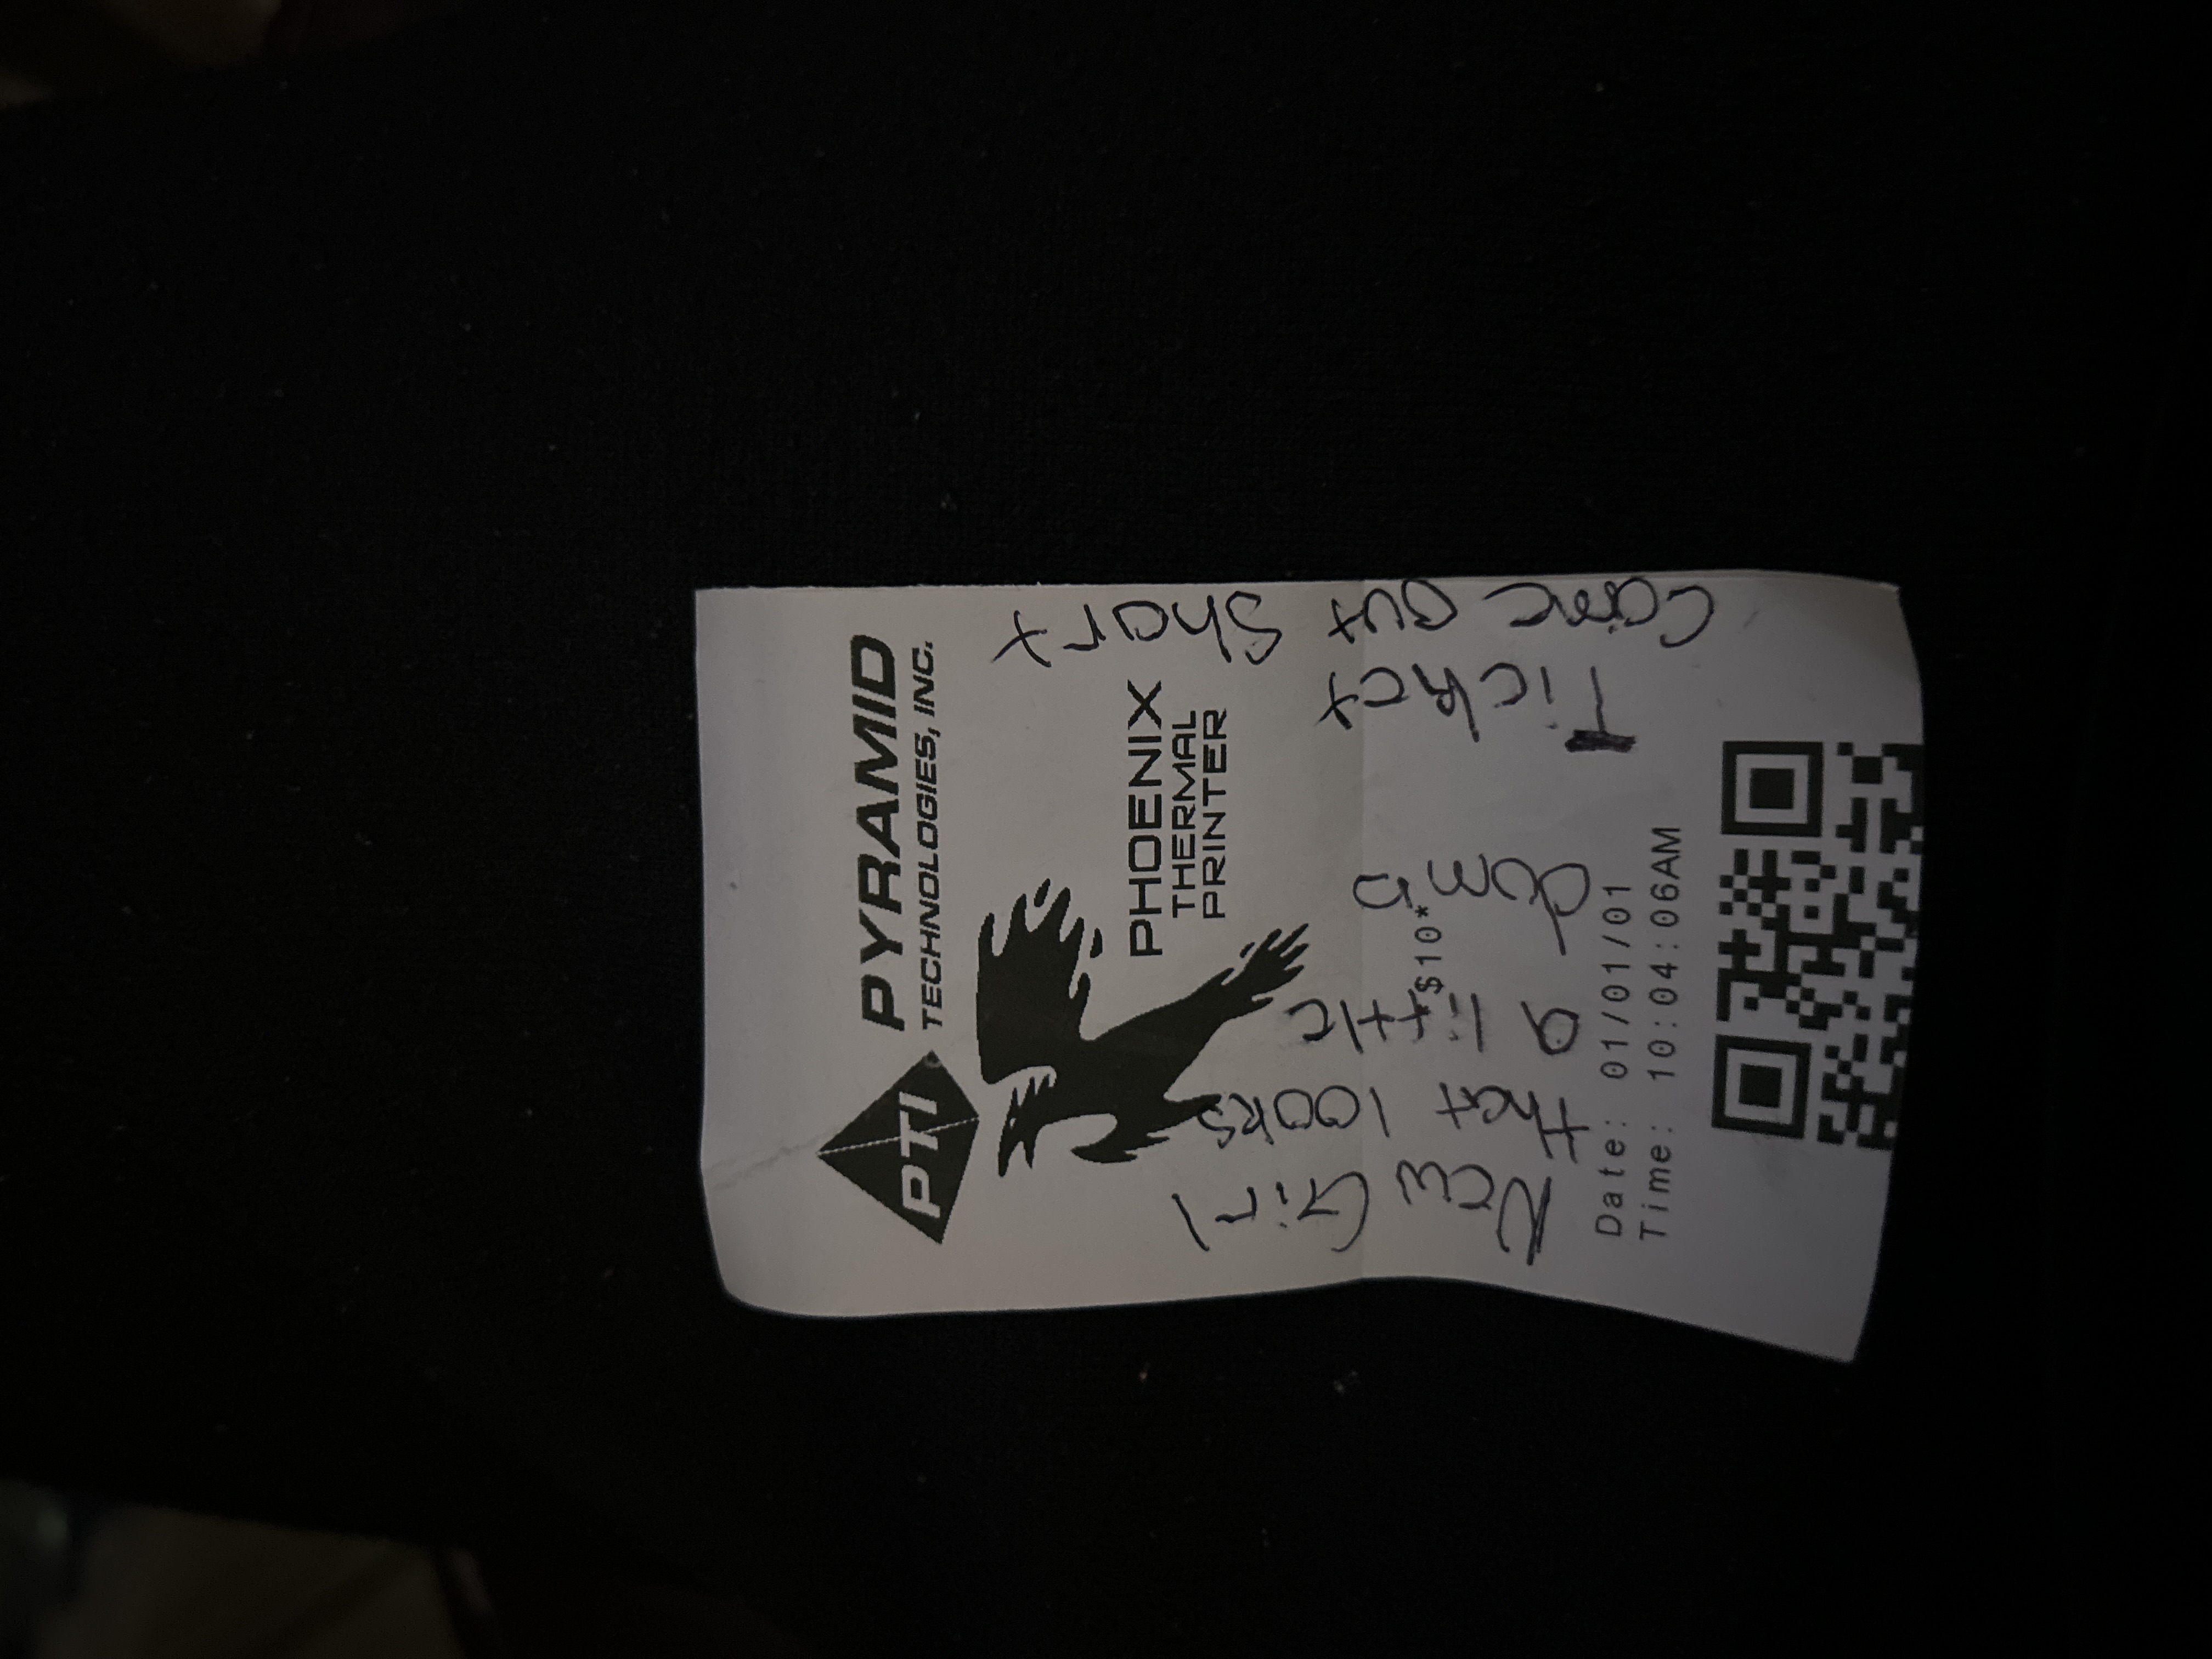 PTI
PYRAMID
TECHNOLOGIES, INC.
PHOENIX
THERMAL
PRINTER
*$10*
Date: 01/01/01
Time: 10:04:06AM
Came Out Short
Ticket
dumb
a little
that looks
New Girl